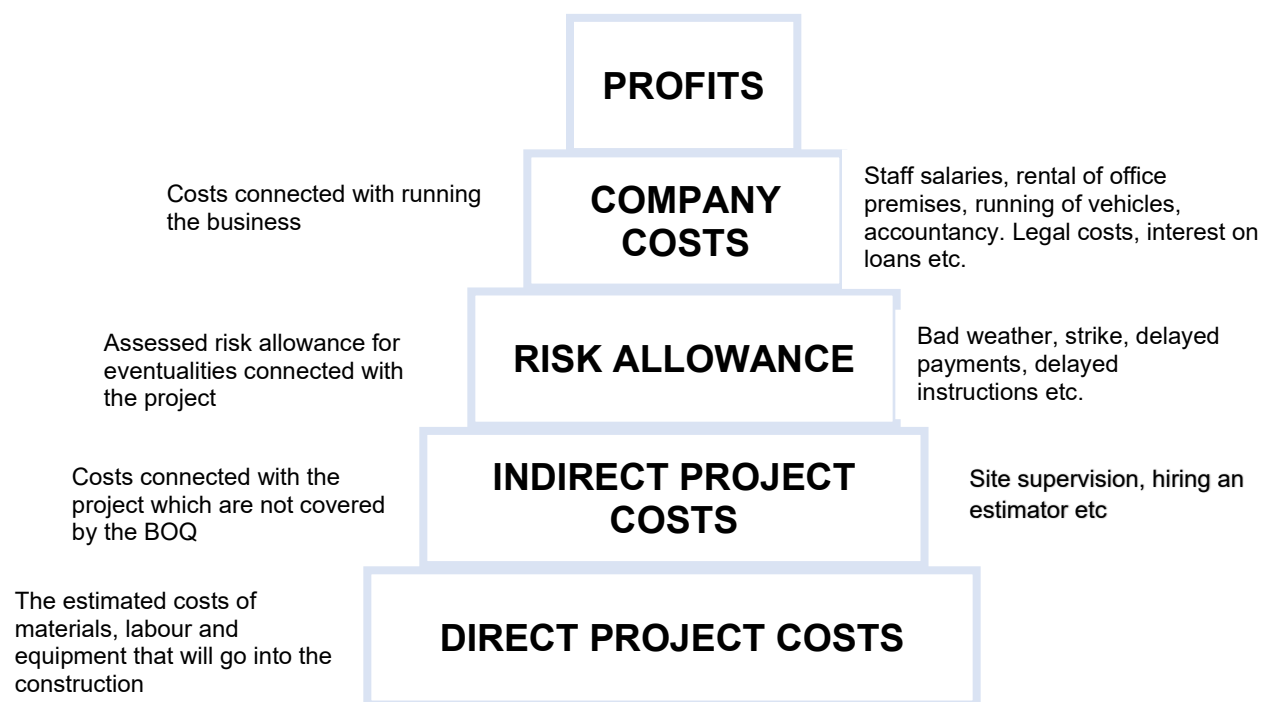 PROFITS
Costs connected with running
the business
COMPANY
COSTS
Staff salaries, rental of office
premises, running of vehicles,
accountancy. Legal costs, interest on
loans etc.
Assessed risk allowance for
eventualities connected with
the project
RISK ALLOWANCE
Bad weather, strike, delayed
payments, delayed
instructions etc.
Costs connected with the
project which are not covered
by the BOQ
INDIRECT PROJECT
COSTS
Site supervision, hiring an
estimator etc
The estimated costs of
materials, labour and
equipment that will go into the
construction
DIRECT PROJECT COSTS